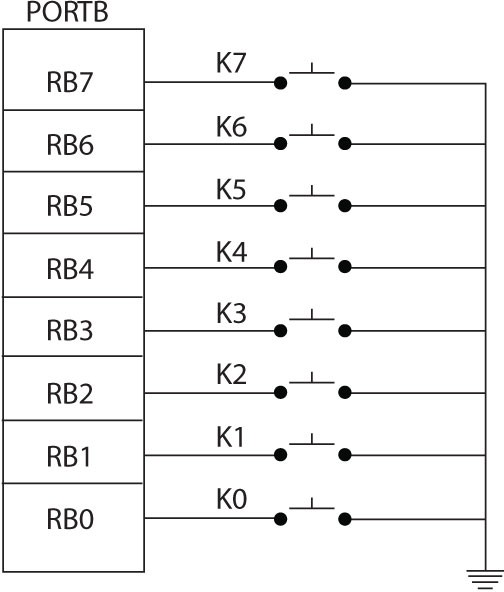 PORTB
RB7 K7
RB6 K6
RB5 K5
RB4 K4
RB3 K3
RB2 K2
RB1 K1
RB0 K0